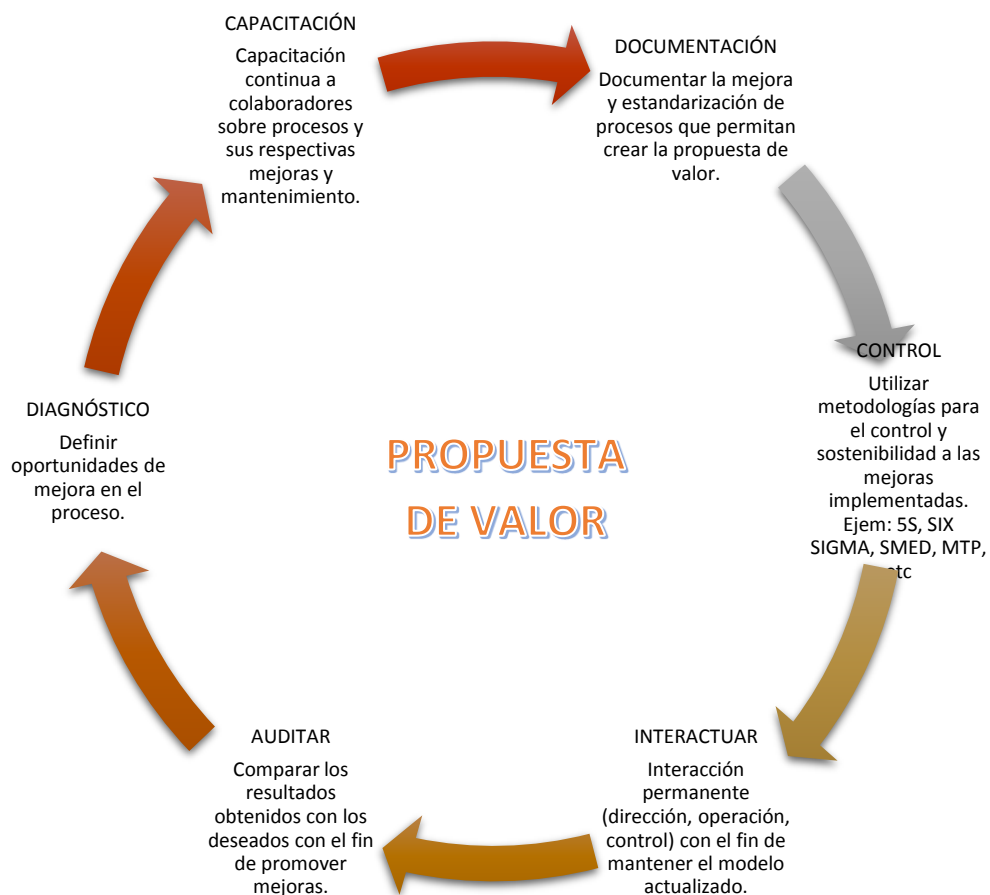 CAPACITACIÓN
Capacitación
continua a
colaboradores
sobre procesos y
sus respectivas
mejoras y
mantenimiento.
DOCUMENTACIÓN
Documentar la mejora
y estandarización de
procesos que permitan
crear la propuesta de
valor.
CONTROL
Utilizar
metodologías para
el control y
sostenibilidad a las
mejoras
implementadas.
Ejem: 5S, SIX
SIGMA, SMED, MTP,
etc
INTERACTUAR
Interacción
permanente
(dirección, operación,
control) con el fin de
mantener el modelo
actualizado.
AUDITAR
Comparar los
resultados
obtenidos con los
deseados con el fin
de promover
mejoras.
DIAGNÓSTICO
Definir
oportunidades de
mejora en el
proceso.
PROPUESTA
DE VALOR